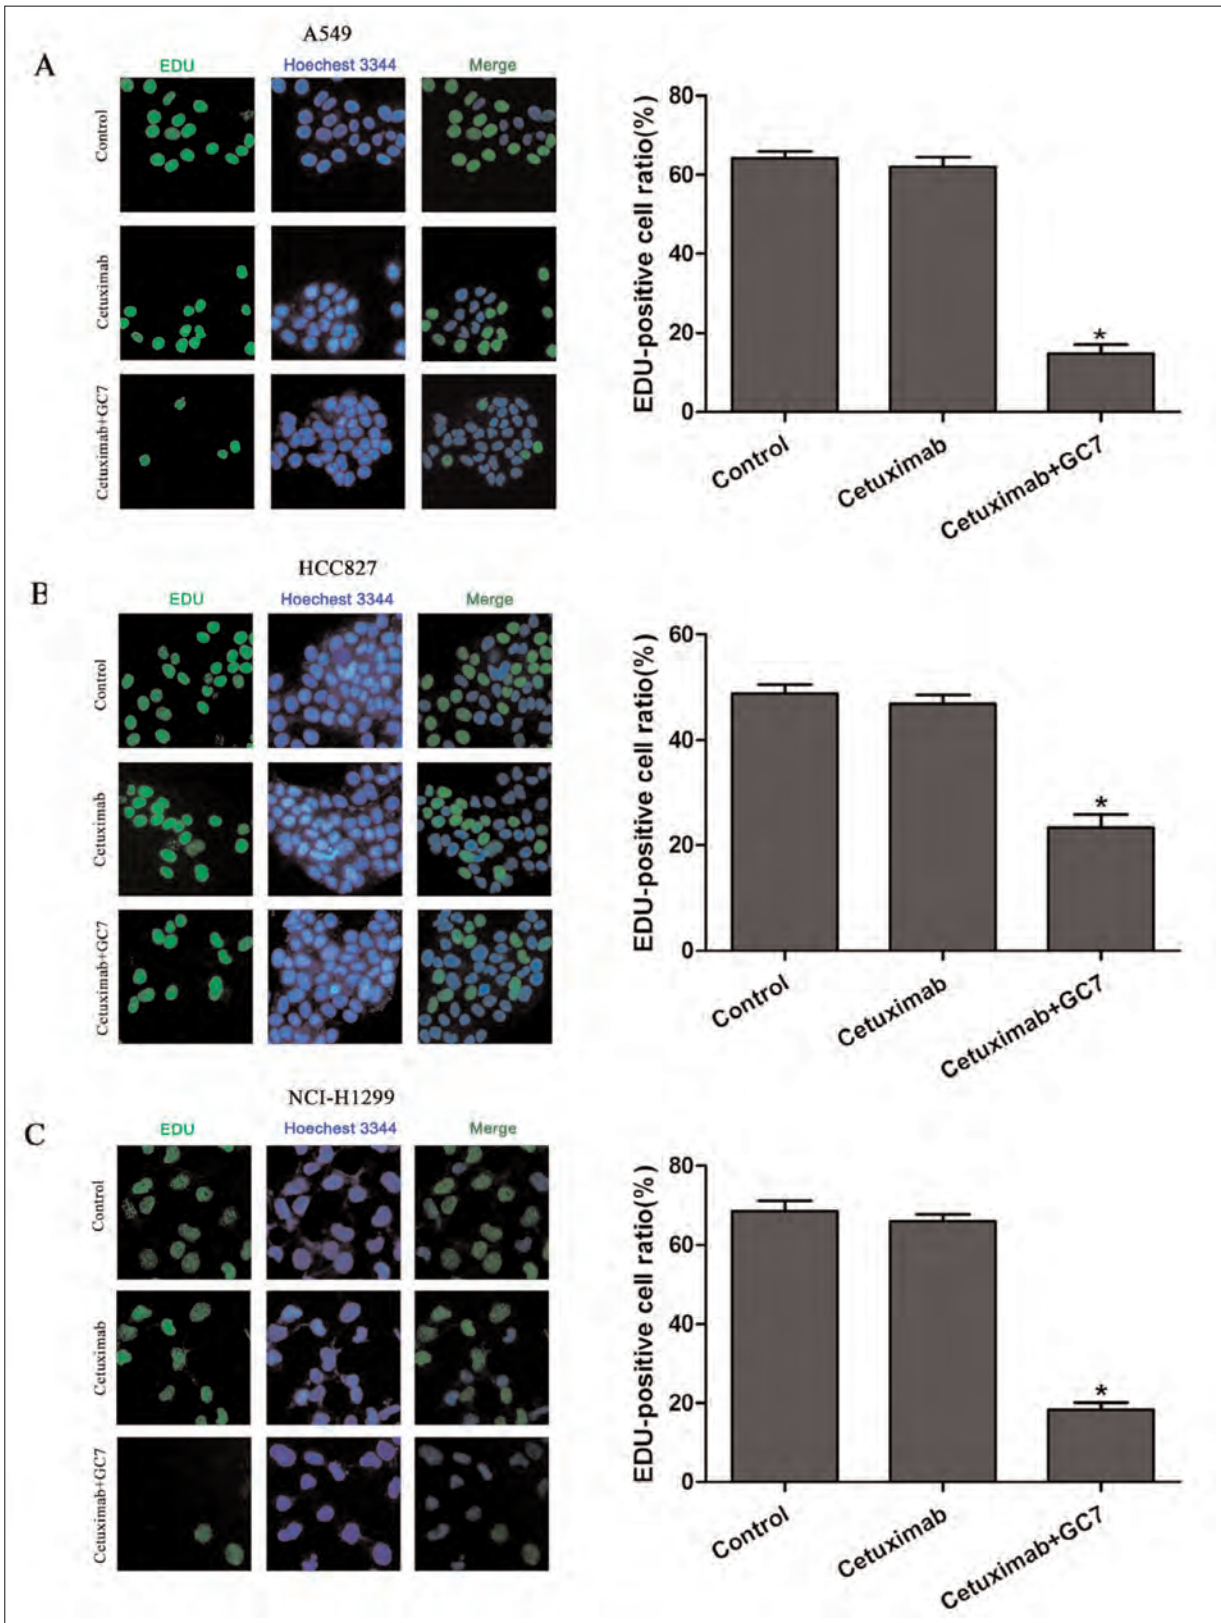 A549
A
EDU Hoechest 3344 Merge
Control
Cetuximab
Cetuximab+GC7
EDU-positive cell ratio(%)
80
60
40
20
0
*
Control
Cetuximab
Cetuximab+GC7
HCC827
B
EDU Hoechest 3344 Merge
Control
Cetuximab
Cetuximab+GC7
EDU-positive cell ratio(%)
60
40
20
0
*
Control
Cetuximab
Cetuximab+GC7
NCI-H1299
C
EDU Hoechest 3344 Merge
Control
Cetuximab
Cetuximab+GC7
EDU-positive cell ratio(%)
80
60
40
20
0
*
Control
Cetuximab
Cetuximab+GC7